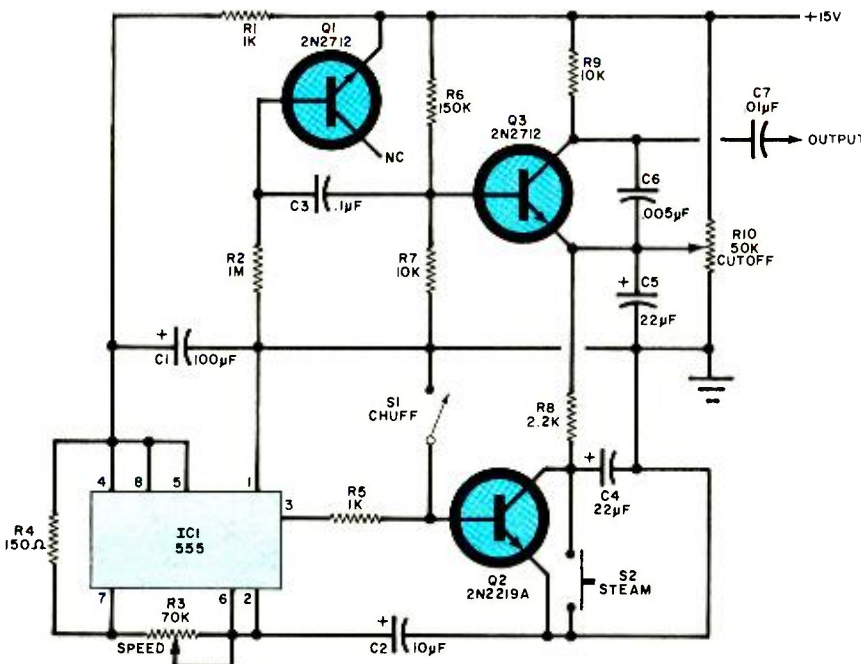 +15V
R1
1K
Q1
2N2712
NC
R6
150K
R9
10K
Q3
2N2712
C7
.01µF
OUTPUT
C6
.005µF
C3
.1µF
R10
50K
CUTOFF
R2
1M
R7
10K
+
C5
22µF
+
C1
100µF
S1
CHUFF
R8
2.2K
4
8
5
1
3
R5
1K
+
C4
22µF
R4
150Ω
IC1
555
Q2
2N2219A
S2
STEAM
7
R3
70K
6
2
SPEED
+
C2
10µF